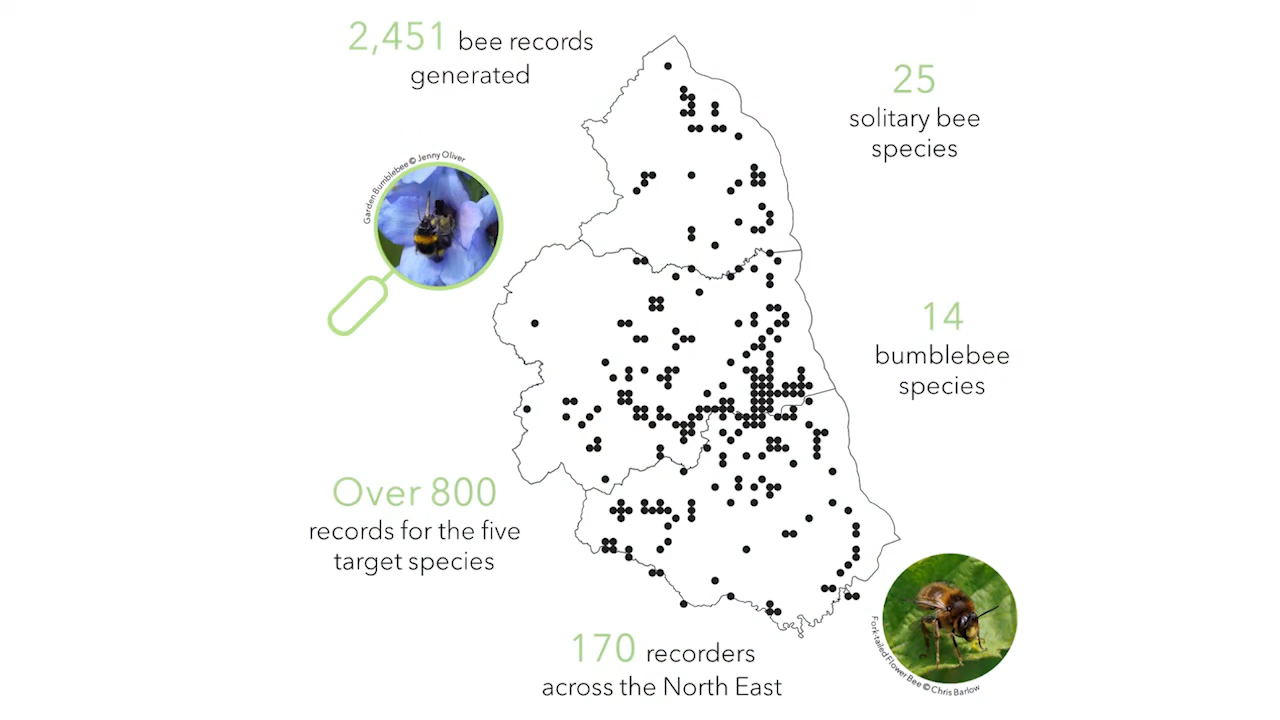 2,451 bee records
generated
25
solitary bee
species
Garden Bumblebee © Jenny Oliver
14
bumblebee
species
Over 800
records for the five
target species
170 recorders
across the North East
Fork-tailed Flower Bee © Chris Barlow